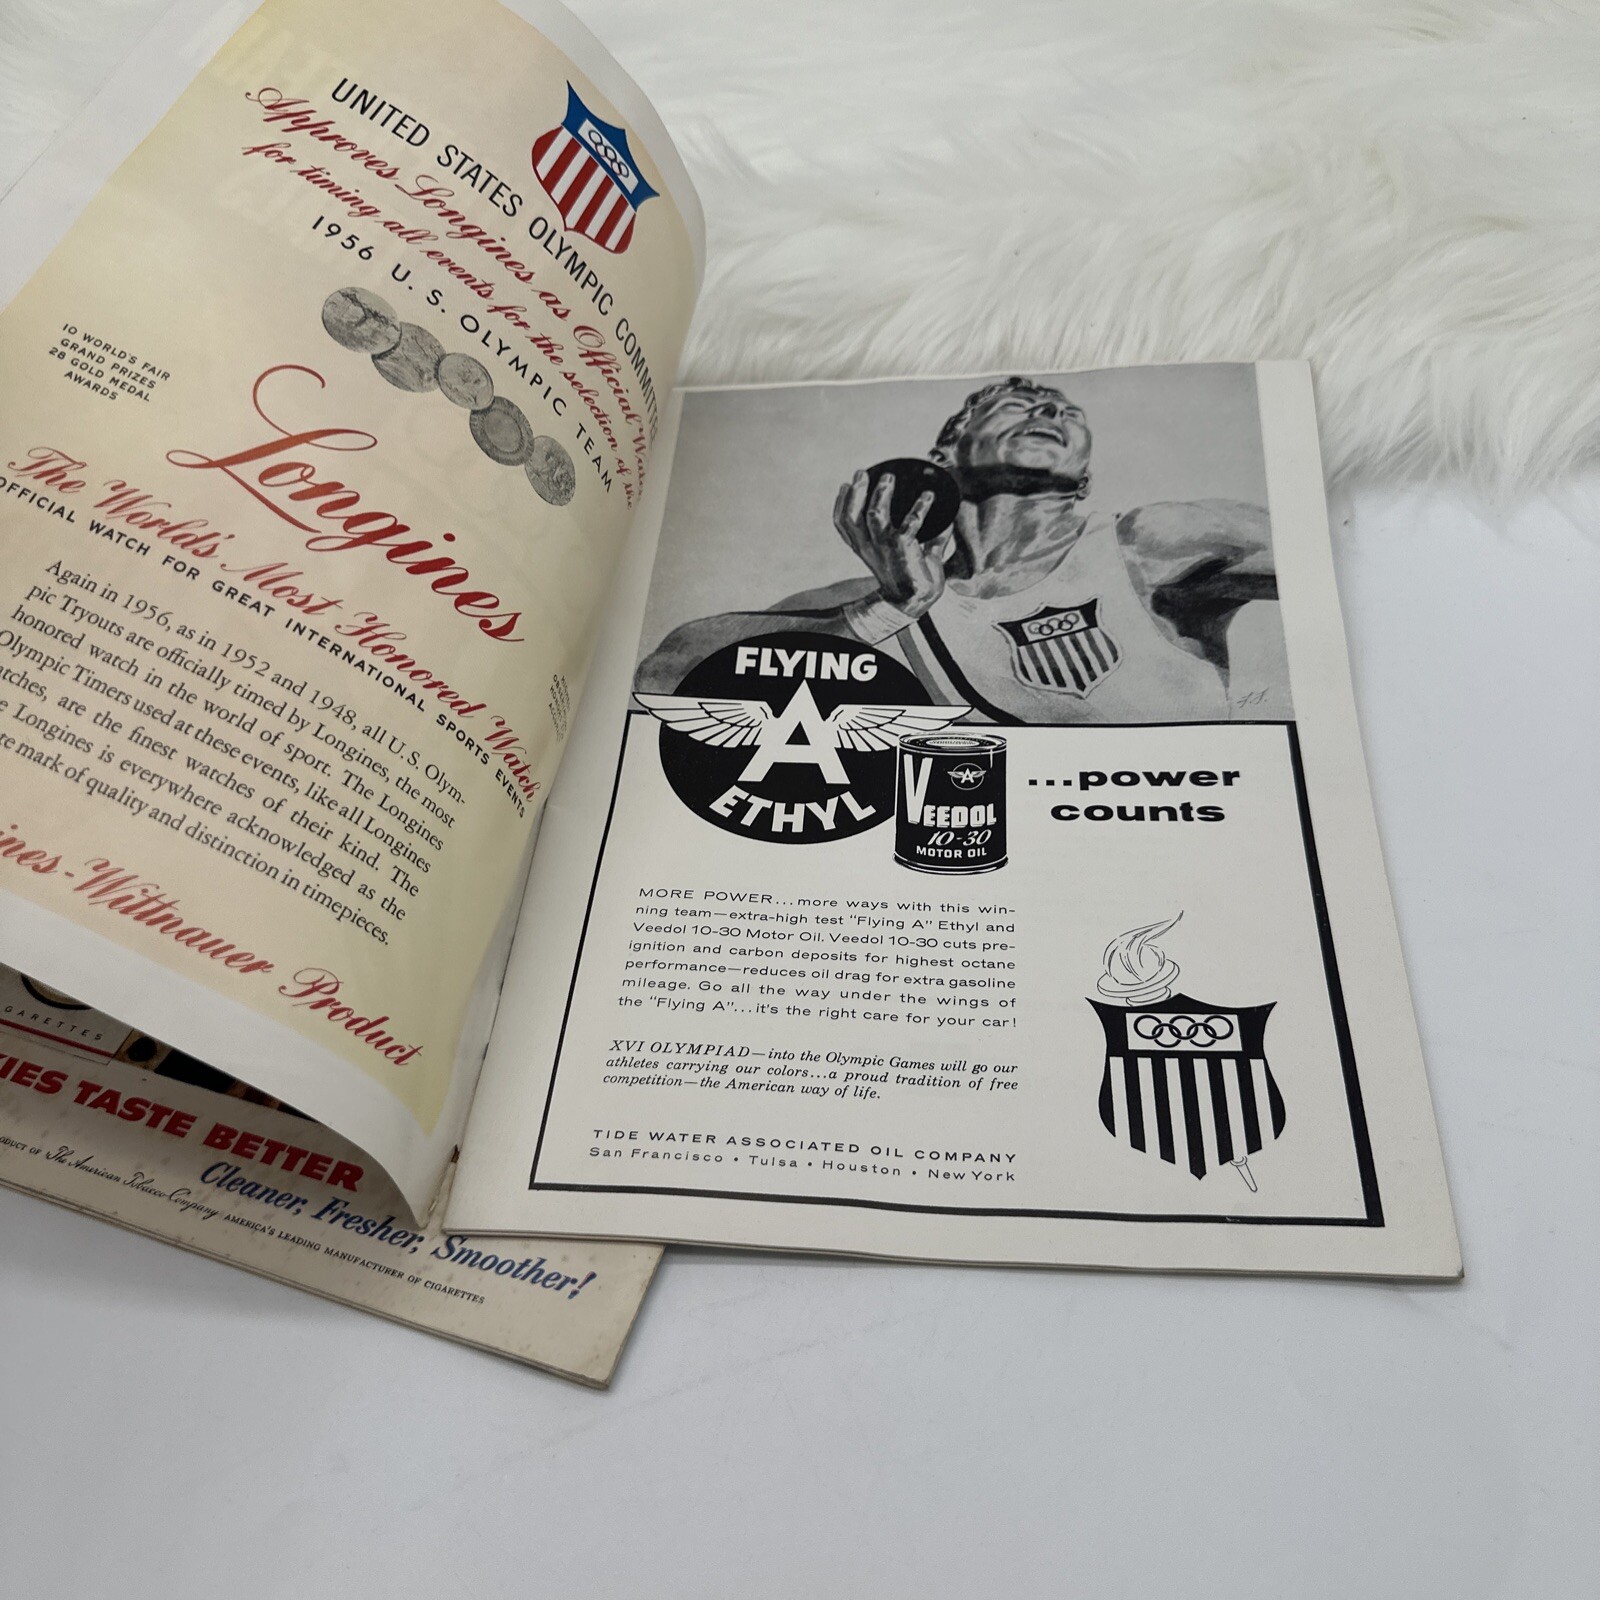 UNITED STATES OLYMPIC COMMITTEE
Approves Longines as Official
for timing all events for the selection of the
1956 U. S. OLYMPIC TEAM
10 WORLD'S FAIR
GRAND PRIZES
28 GOLD MEDAL
AWARDS
Longines
The World's Most Honored Watch
OFFICIAL WATCH FOR GREAT INTERNATIONAL SPORTS EVENTS
Again in 1956, as in 1952 and 1948, all U.S. Olym-
pic Tryouts are officially timed by Longines, the most
honored watch in the world of sport. The Longines
Olympic Timers used at these events, like all Longines
are the finest watches of their kind. The
Longines is everywhere acknowledged as the
mark of quality and distinction in timepieces.
-Wittnauer Product
TASTE BETTER
Cleaner, Fresher, Smoother!
OF The American Tobacco Company AMERICA'S LEADING MANUFACTURER OF CIGARETTES
FLYING
A
ETHYL
A
VEEDOL
10-30
MOTOR OIL
...power
counts
MORE POWER...more ways with this win-
ning team—extra-high test "Flying A" Ethyl and
Veedol 10-30 Motor Oil. Veedol 10-30 cuts pre-
ignition and carbon deposits for highest octane
performance—reduces oil drag for extra gasoline
mileage. Go all the way under the wings of
the "Flying A"...it's the right care for your car!
XVI OLYMPIAD—into the Olympic Games will go our
athletes carrying our colors...a proud tradition of free
competition—the American way of life.
TIDE WATER ASSOCIATED OIL COMPANY
San Francisco • Tulsa • Houston • New York